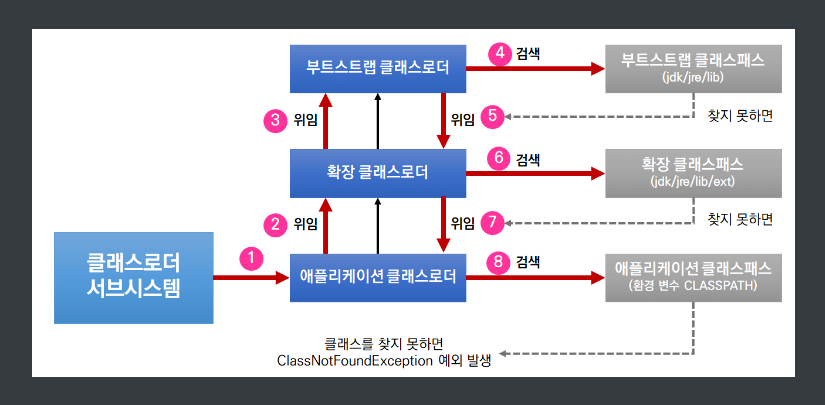 부트스트랩 클래스로더
4
검색
부트스트랩 클래스패스
(jdk/jre/lib)
3
위임
위임
5
찾지 못하면
확장 클래스로더
6
검색
확장 클래스패스
(jdk/jre/lib/ext)
2
위임
위임
7
찾지 못하면
클래스로더
서브시스템
1
애플리케이션 클래스로더
8
검색
애플리케이션 클래스패스
(환경 변수 CLASSPATH)
클래스를 찾지 못하면
ClassNotFoundException 예외 발생